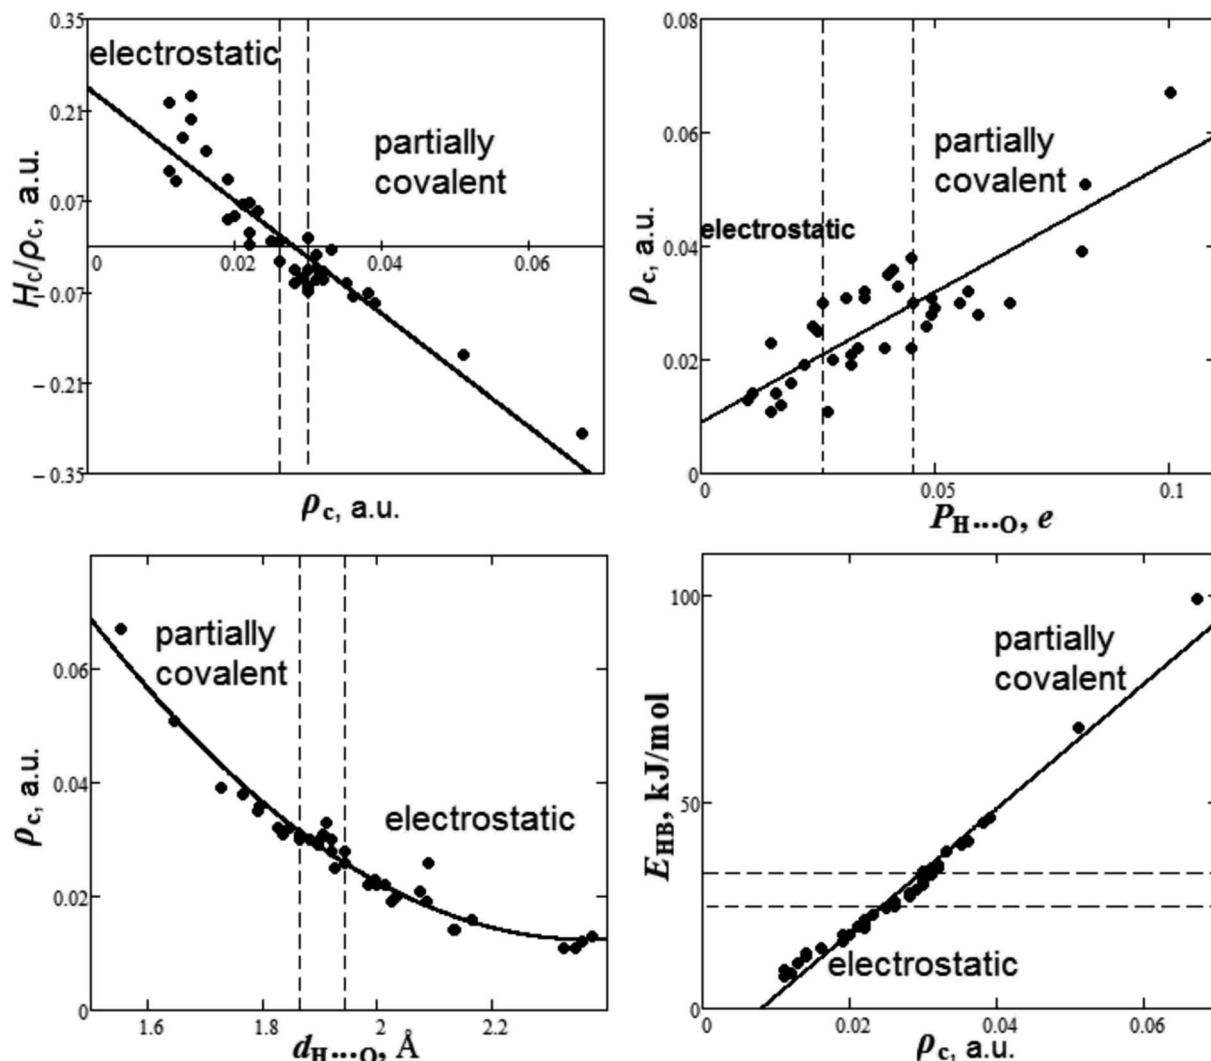 0.35
electrostatic
0.21
partially
covalent
0.07
0
0.02
0.04
0.06
−0.07
−0.21
−0.35
H_C/ρ_c, a.u.
ρ_c, a.u.
0.08
0.06
partially
covalent
electrostatic
0.04
0.02
0
0
0.05
0.1
ρ_c, a.u.
P_H···O, e
partially
covalent
0.06
0.04
electrostatic
0.02
0
1.6
1.8
2
2.2
ρ_c, a.u.
d_H···O, Å
100
partially
covalent
50
electrostatic
0
0
0.02
0.04
0.06
E_HB, kJ/mol
ρ_c, a.u.